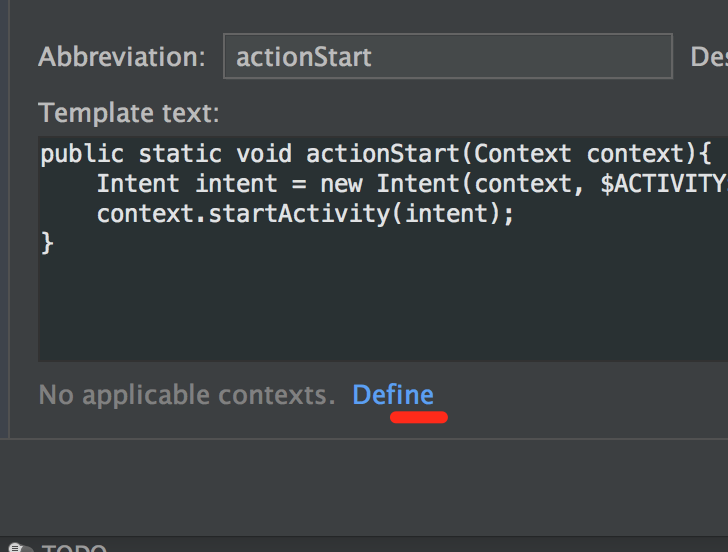 Abbreviation: actionStart
Template text:
public static void actionStart(Context context){
    Intent intent = new Intent(context, $ACTIVITY
    context.startActivity(intent);
}
No applicable contexts. Define
TODO